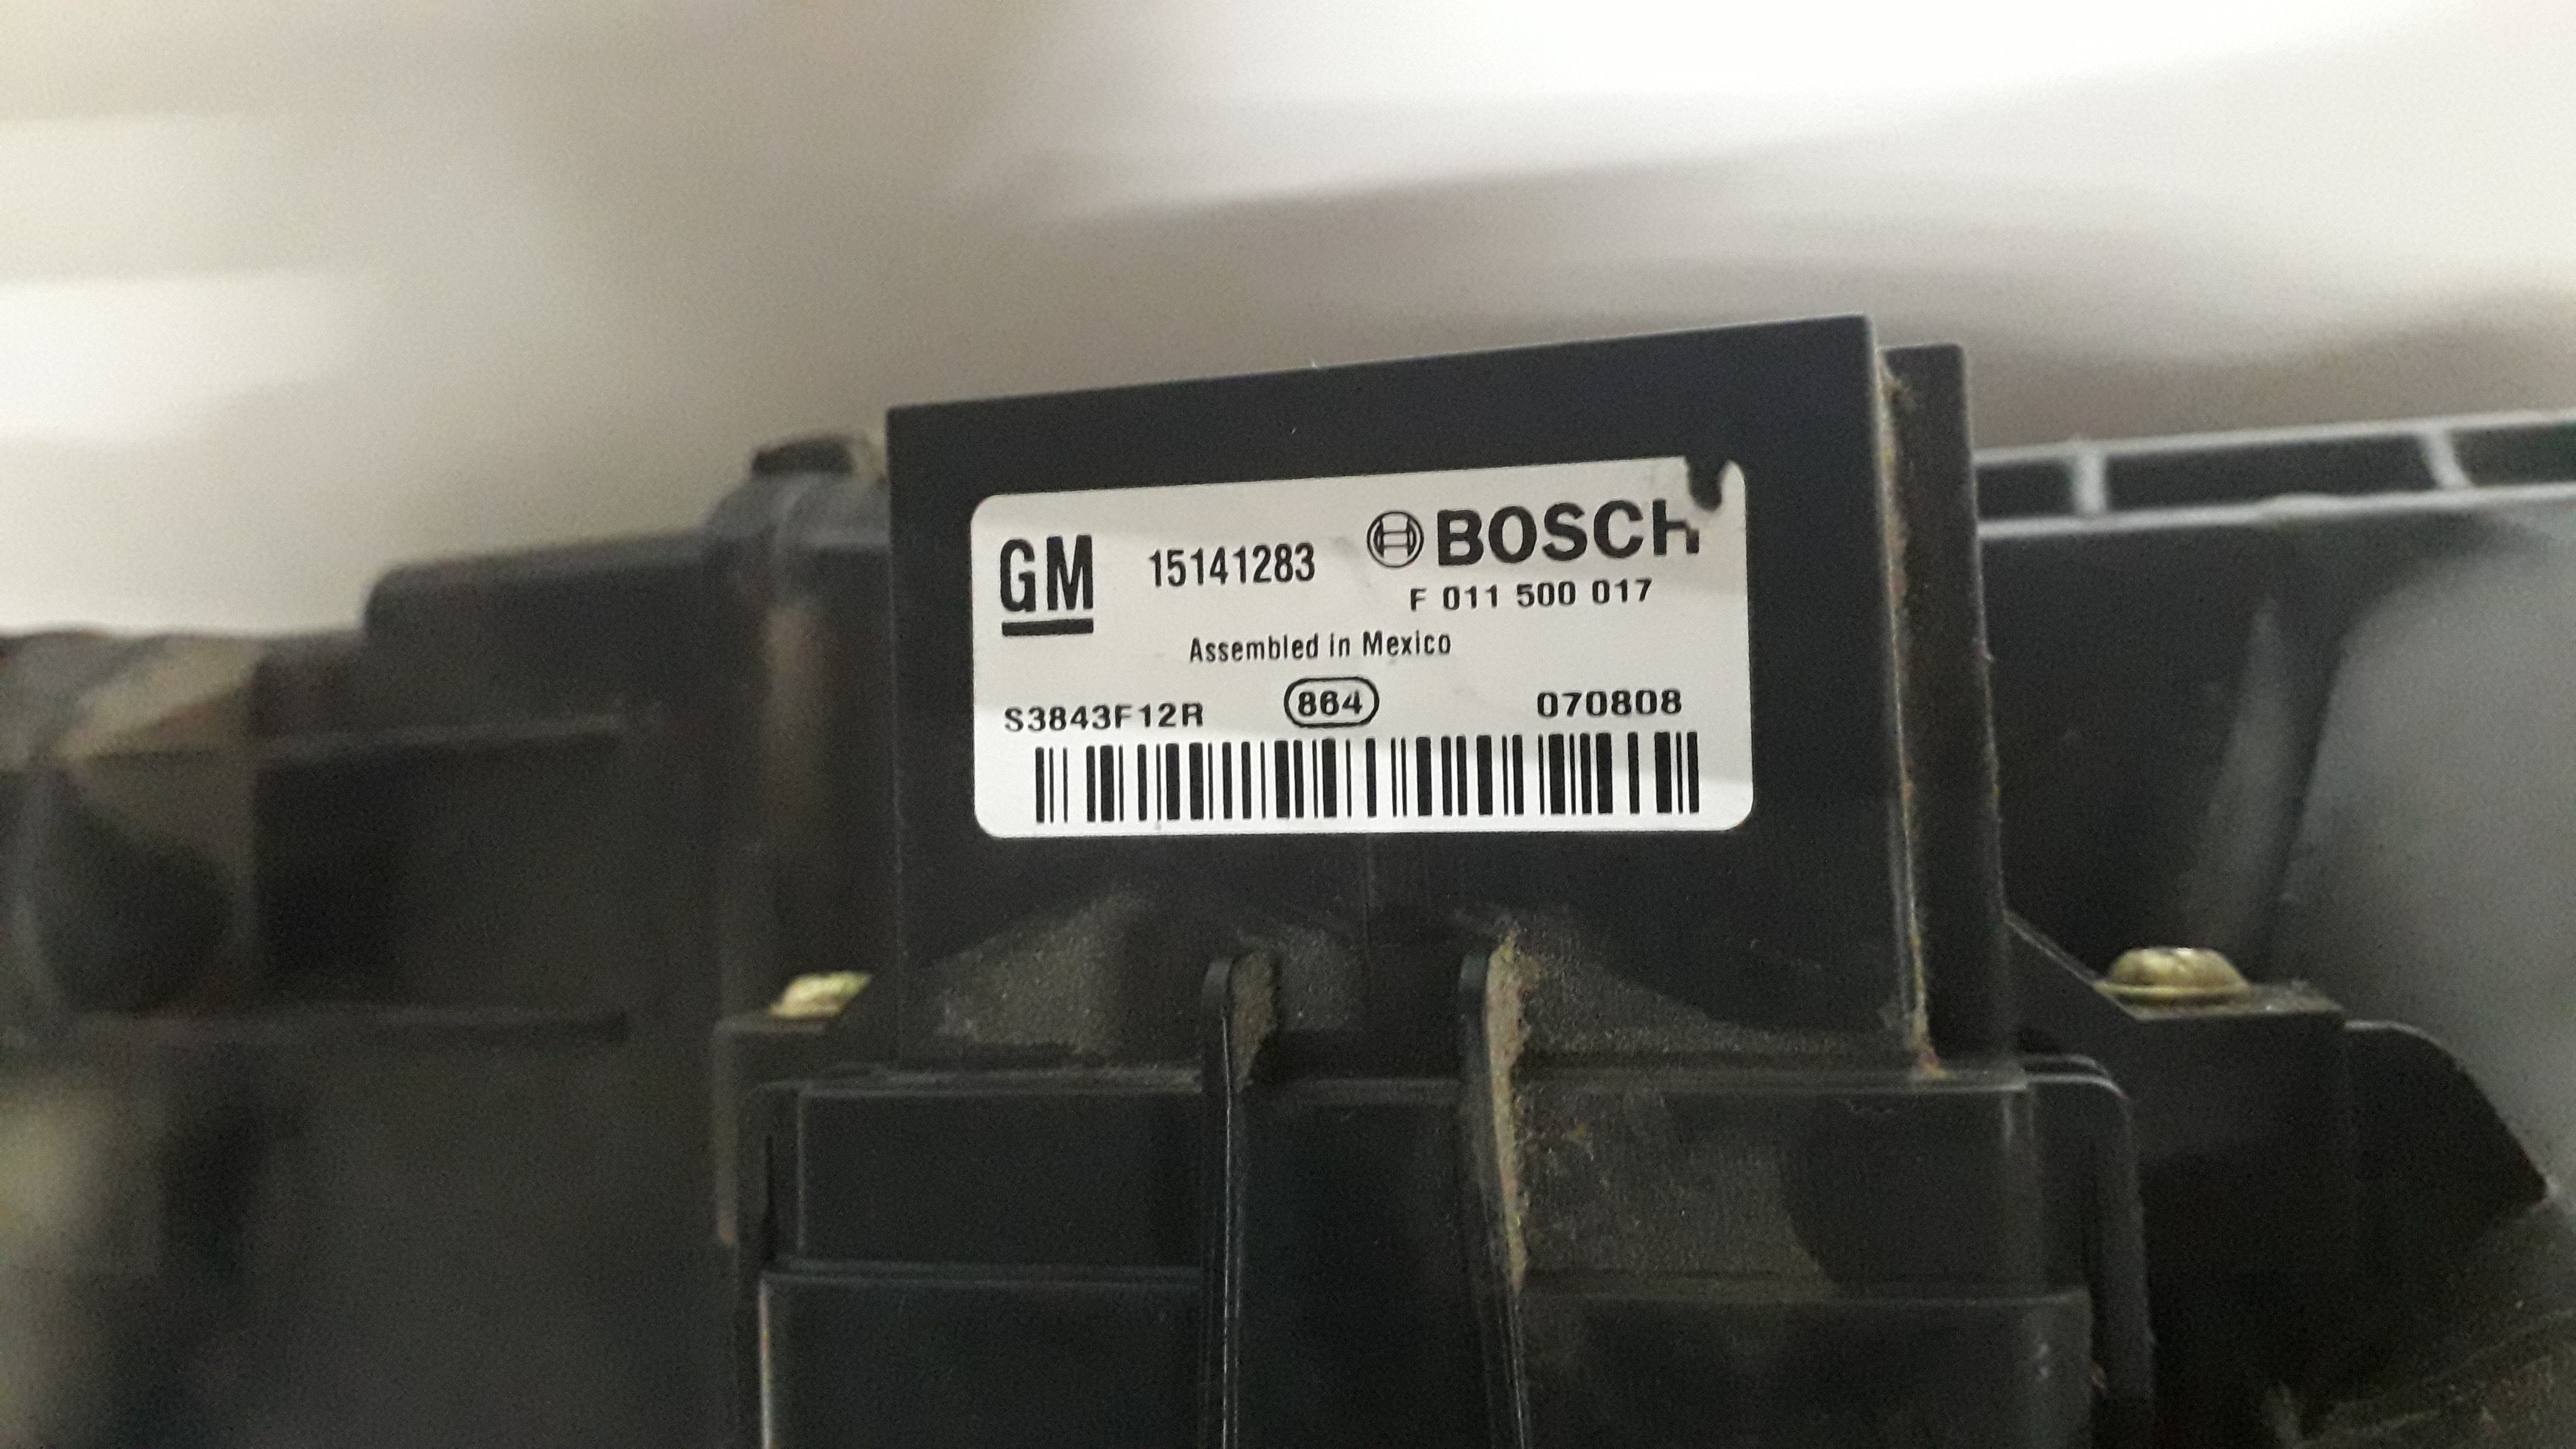 GM 15141283 BOSCH
F 011 500 017
Assembled in Mexico
S3843F12R 864 070808